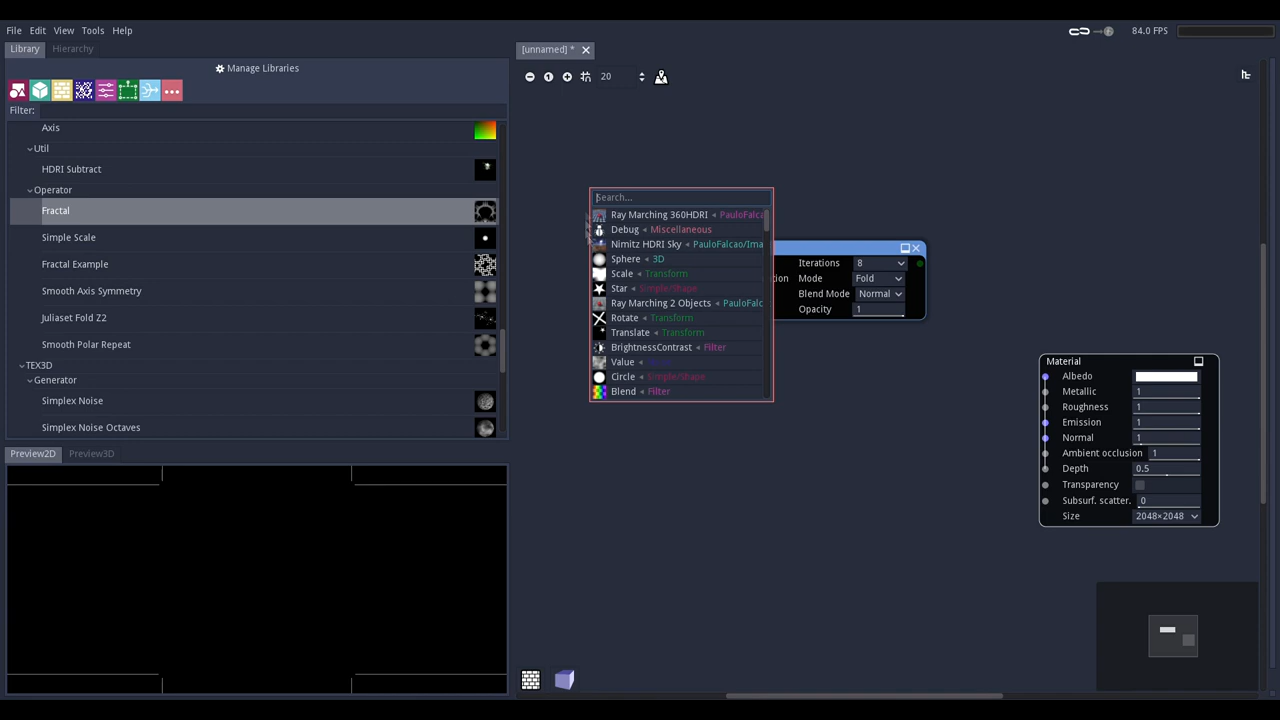 File Edit View Tools Help
84.0 FPS
Library Hierarchy
[unnamed] *
Manage Libraries
20
Filter:
Axis
Util
HDRI Subtract
Operator
Fractal
Simple Scale
Fractal Example
Smooth Axis Symmetry
Juliaset Fold Z2
Smooth Polar Repeat
TEX3D
Generator
Simplex Noise
Simplex Noise Octaves
Preview2D Preview3D
Search...
Ray Marching 360HDRI PauloFalca
Debug Miscellaneous
Nimitz HDRI Sky PauloFalcao/Ima
Sphere 3D
Scale Transform
Star Simple/Shape
Ray Marching 2 Objects PauloFalc
Rotate Transform
Translate Transform
BrightnessContrast Filter
Value
Circle Simple/Shape
Blend Filter
Iterations 8
tion Mode Fold
Blend Mode Normal
Opacity 1
Material
Albedo
Metallic 1
Roughness 1
Emission 1
Normal 1
Ambient occlusion 1
Depth 0.5
Transparency
Subsurf. scatter. 0
Size 2048×2048